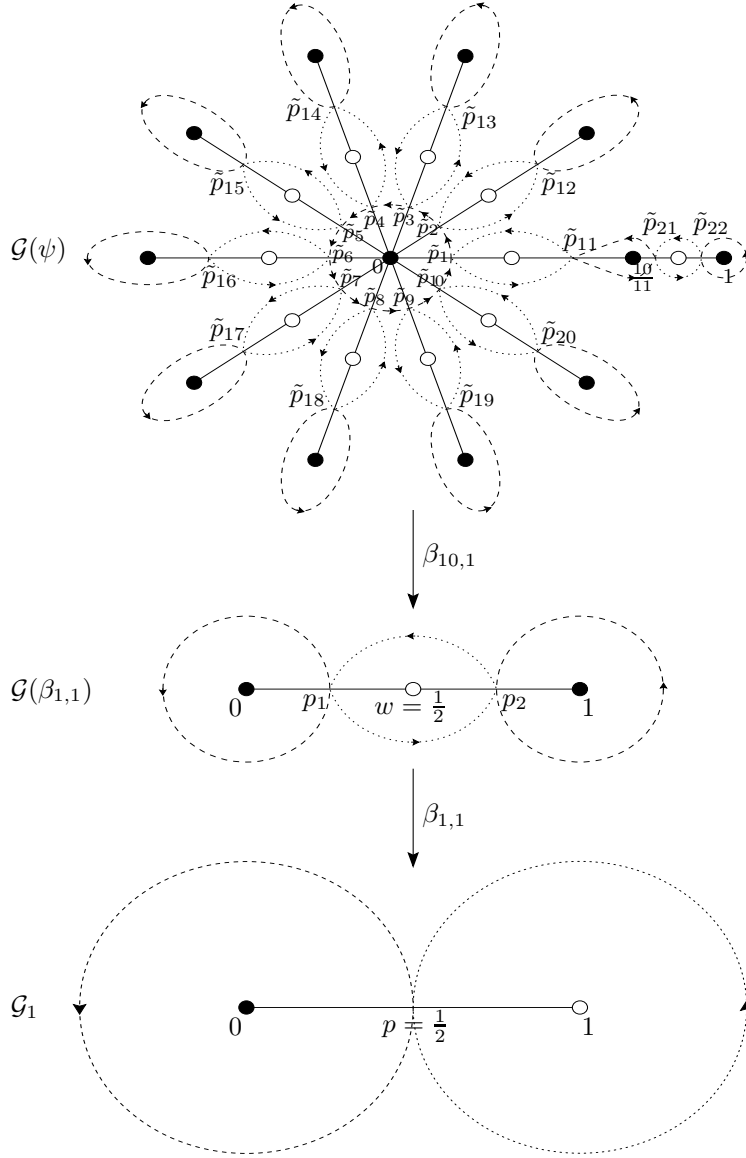 p̃₁₄ p̃₁₃
p̃₁₅ p̃₁₂
p̃₄ p̃₃
p̃₅ p̃₂
p̃₂₁ p̃₂₂
𝒢(ψ) p̃₁₆ p̃₆ 0 p̃₁ p̃₁₁ 10/11 1
p̃₇ p̃₁₀
p̃₈ p̃₉
p̃₁₇ p̃₂₀
p̃₁₈ p̃₁₉
β₁₀,₁
𝒢(β₁,₁)
0 p₁ w = 1/2 p₂ 1
β₁,₁
𝒢₁
0 p = 1/2 1